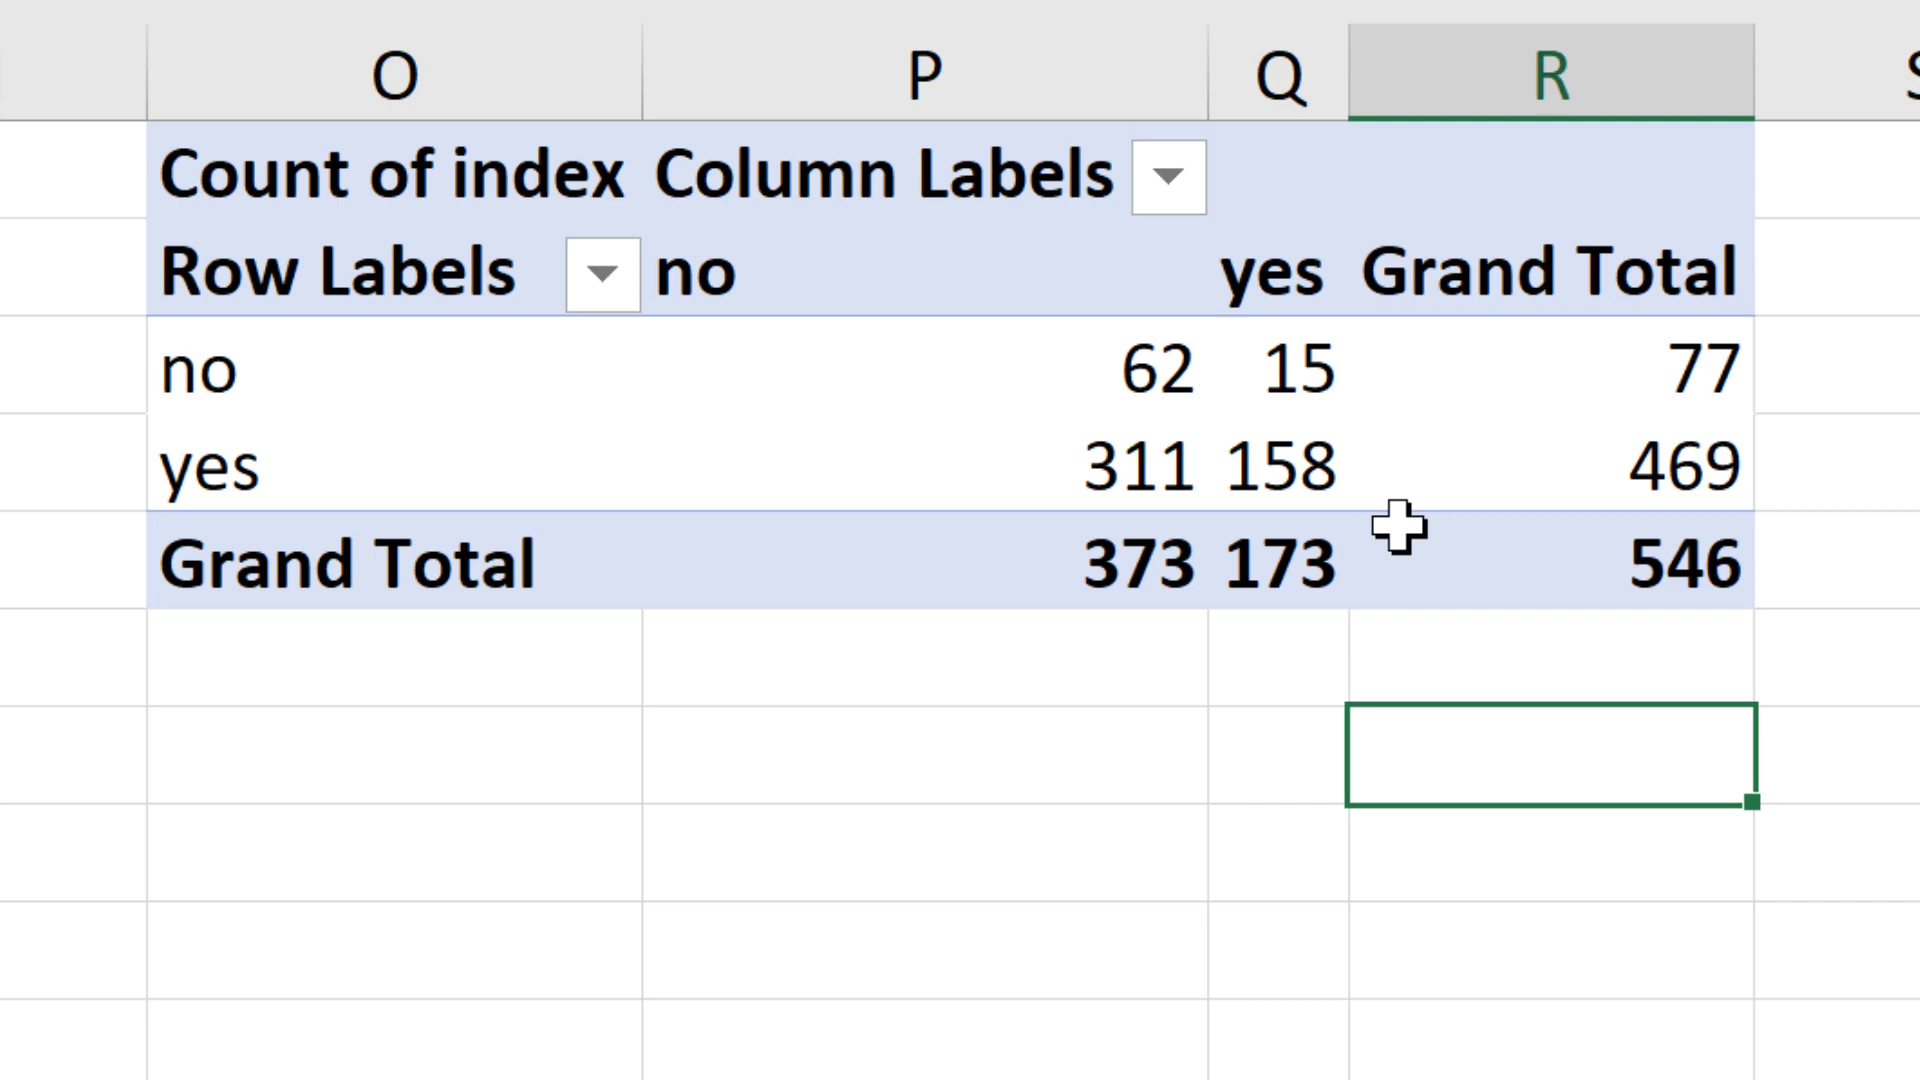 O P Q R S
Count of index Column Labels
Row Labels no yes Grand Total
no 62 15 77
yes 311 158 469
Grand Total 373 173 546